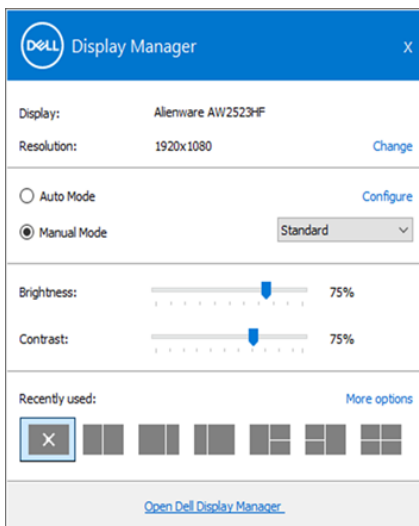 DELL Display Manager X
Display: Alienware AW2523HF
Resolution: 1920x1080 Change
Auto Mode Configure
Manual Mode Standard
Brightness: 75%
Contrast: 75%
Recently used: More options
Open Dell Display Manager